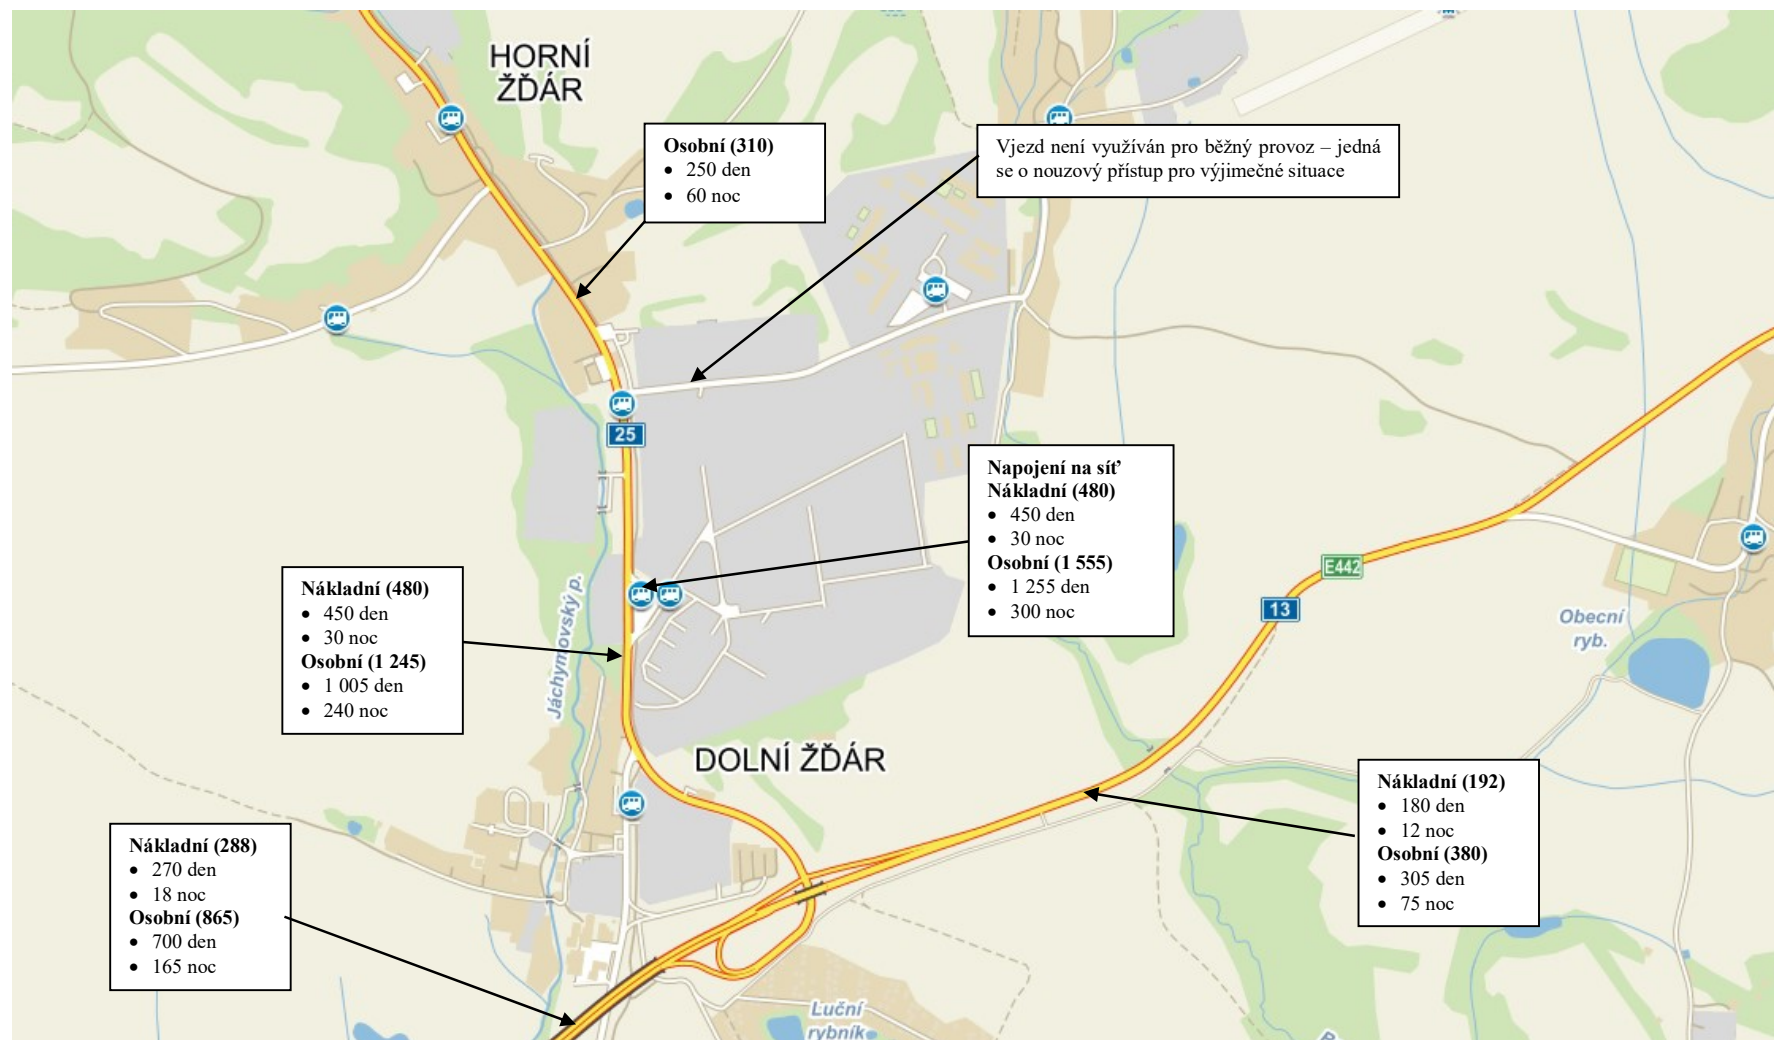 HORNÍ
ŽĎÁR
Osobní (310)
• 250 den
• 60 noc
Vjezd není využíván pro běžný provoz – jedná
se o nouzový přístup pro výjimečné situace
25
Napojení na síť
Nákladní (480)
• 450 den
• 30 noc
Osobní (1 555)
• 1 255 den
• 300 noc
E442
13
Obecní
ryb.
Nákladní (480)
• 450 den
• 30 noc
Osobní (1 245)
• 1 005 den
• 240 noc
Jáchymovský p.
DOLNÍ ŽĎÁR
Nákladní (192)
• 180 den
• 12 noc
Osobní (380)
• 305 den
• 75 noc
Nákladní (288)
• 270 den
• 18 noc
Osobní (865)
• 700 den
• 165 noc
Luční
rybník